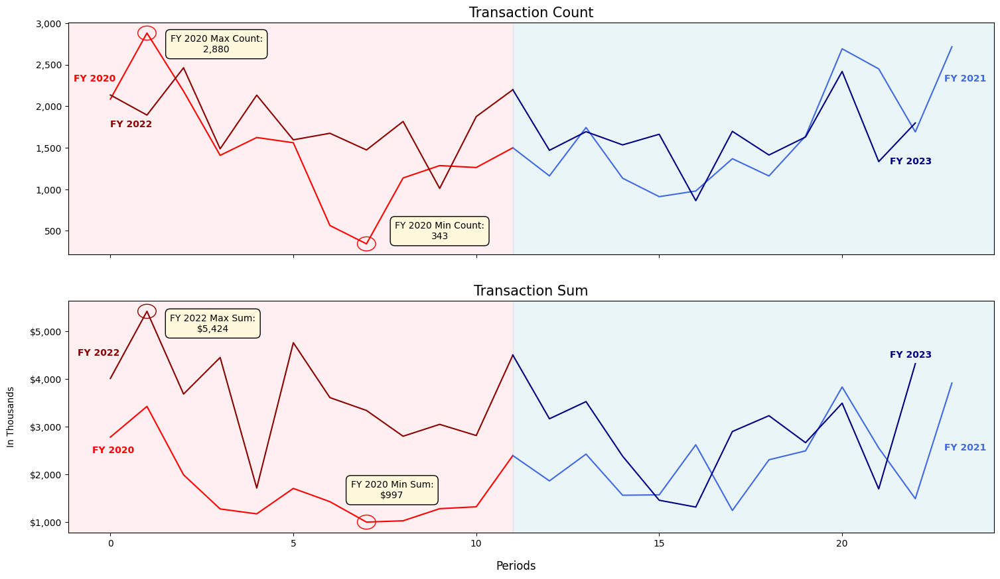 Transaction Count
3,000
2,500
2,000
1,500
1,000
500
FY 2020 Max Count:
2,880
FY 2020
FY 2022
FY 2020 Min Count:
343
FY 2021
FY 2023
Transaction Sum
In Thousands
$5,000
$4,000
$3,000
$2,000
$1,000
FY 2022 Max Sum:
$5,424
FY 2022
FY 2020
FY 2020 Min Sum:
$997
FY 2023
FY 2021
0 5 10 15 20
Periods